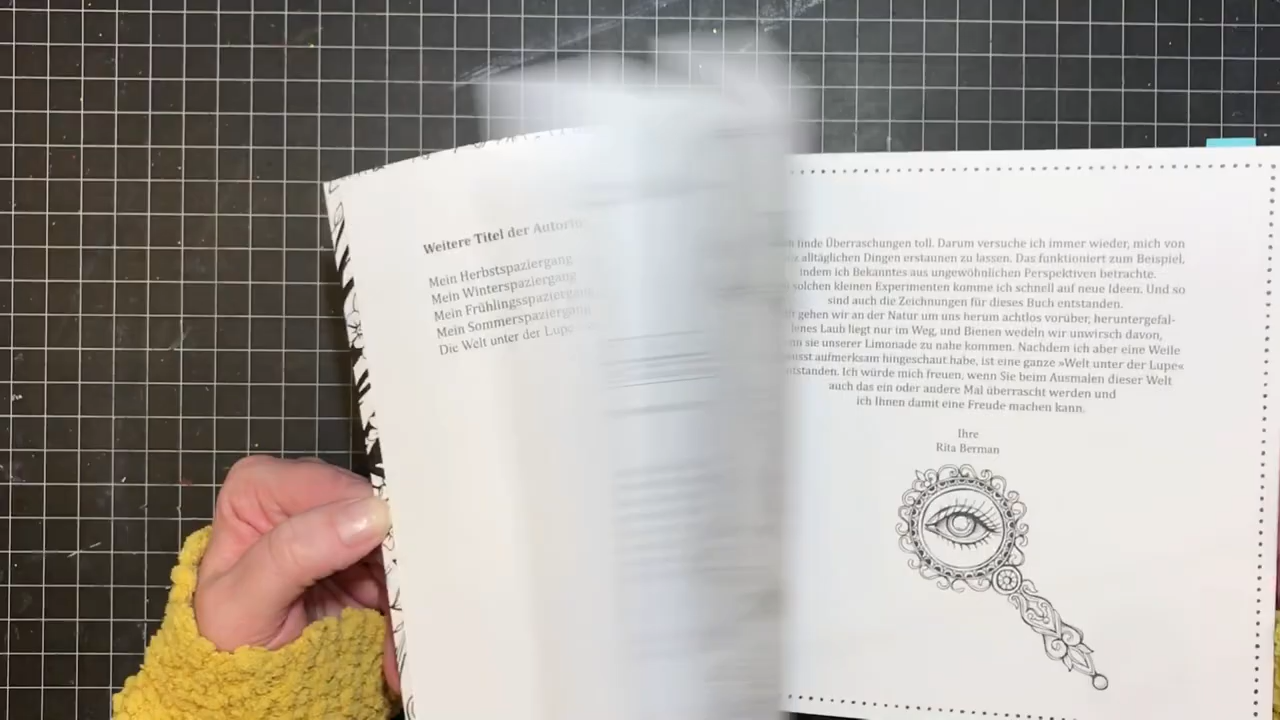 Weitere Titel der Autorin
Mein Herbstspaziergang
Mein Winterspaziergang
Mein Frühlingsspaziergang
Mein Sommerspaziergang
Die Welt unter der Lupe
finde Überraschungen toll. Darum versuche ich immer wieder, mich von
alltäglichen Dingen erstaunen zu lassen. Das funktioniert zum Beispiel,
indem ich Bekanntes aus ungewöhnlichen Perspektiven betrachte.
solchen kleinen Experimenten komme ich schnell auf neue Ideen. Und so
sind auch die Zeichnungen für dieses Buch entstanden.
gehen wir an der Natur um uns herum achtlos vorüber, heruntergefal-
lenes Laub liegt nur im Weg, und Bienen wedeln wir unwirsch davon,
sie unserer Limonade zu nahe kommen. Nachdem ich aber eine Weile
aufmerksam hingeschaut habe, ist eine ganze »Welt unter der Lupe«
entstanden. Ich würde mich freuen, wenn Sie beim Ausmalen dieser Welt
auch das ein oder andere Mal überrascht werden und
ich Ihnen damit eine Freude machen kann.
Ihre
Rita Berman